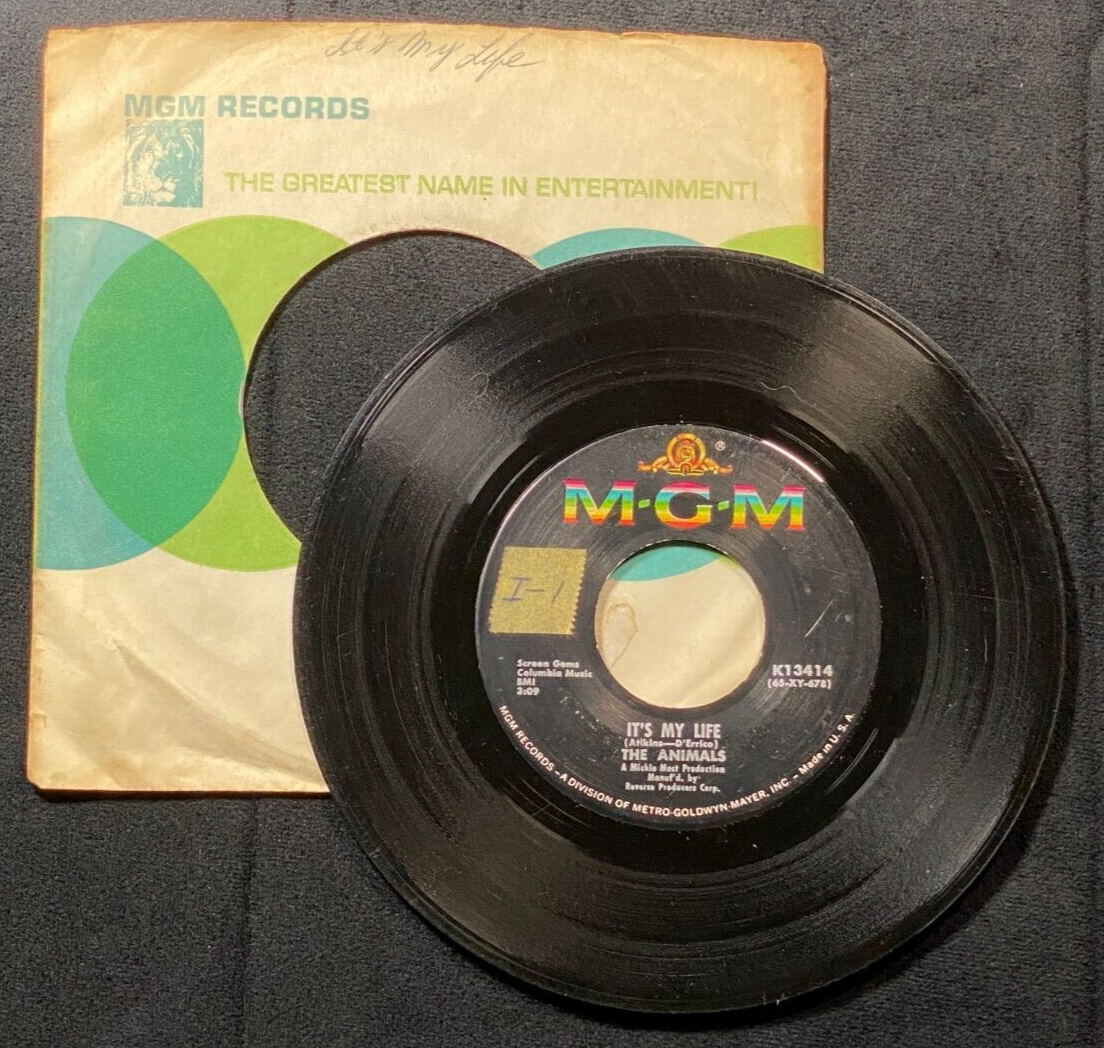 It's My Life
MGM RECORDS
THE GREATEST NAME IN ENTERTAINMENT!
®
M·G·M
I-1
Screen Gems
Columbia Music
BMI
3:09
K13414
(65-XY-678)
IT'S MY LIFE
(Atikins—D'Errico)
THE ANIMALS
A Mickie Most Production
Manuf'd. by
Reverse Producers Corp.
MGM RECORDS – A DIVISION OF METRO-GOLDWYN-MAYER, INC. – Made in U.S.A.